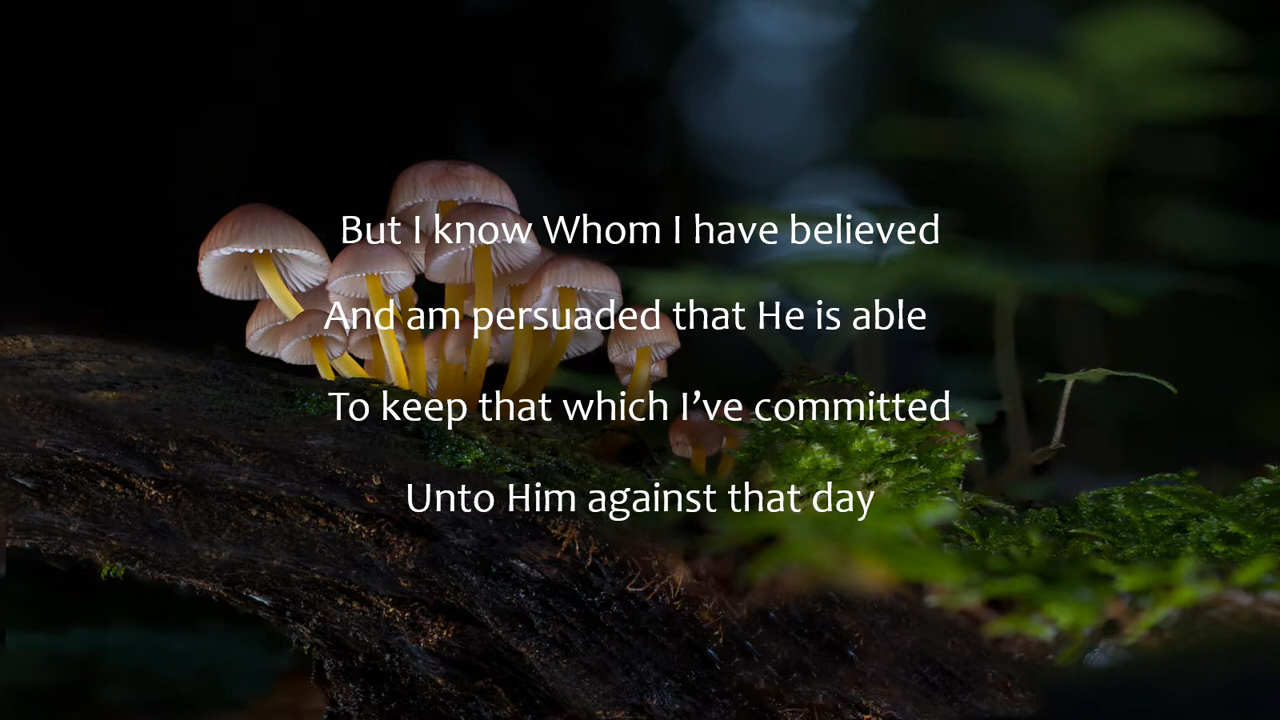 But I know Whom I have believed
And am persuaded that He is able
To keep that which I’ve committed
Unto Him against that day